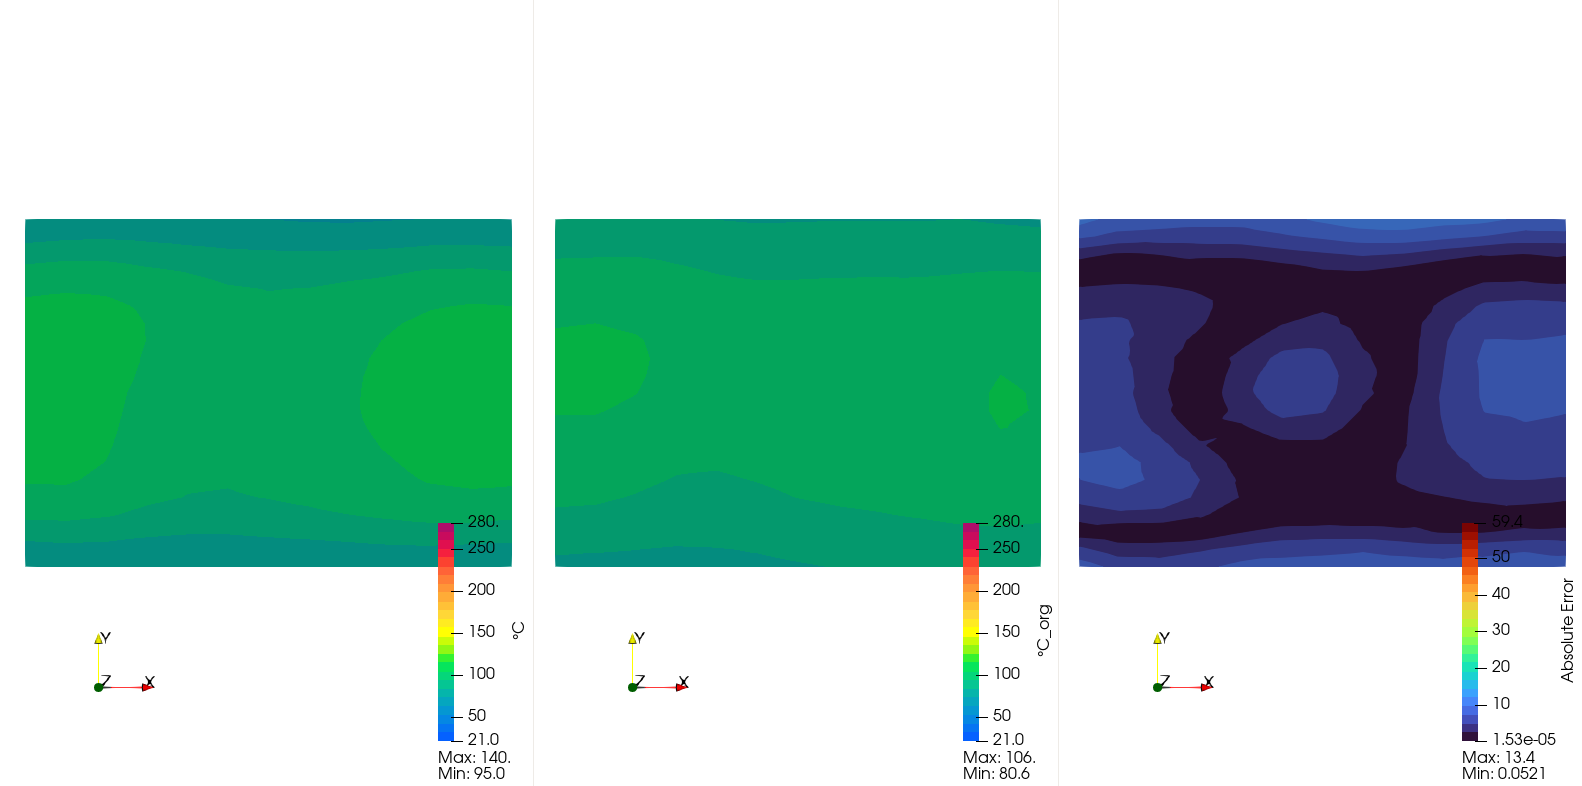 280.
250
200
150
100
50
21.0
°C
Max: 140.
Min: 95.0
Y
Z
X
280.
250
200
150
100
50
21.0
°C_org
Max: 106.
Min: 80.6
Y
Z
X
59.4
50
40
30
20
10
1.53e-05
Absolute Error
Max: 13.4
Min: 0.0521
Y
Z
X